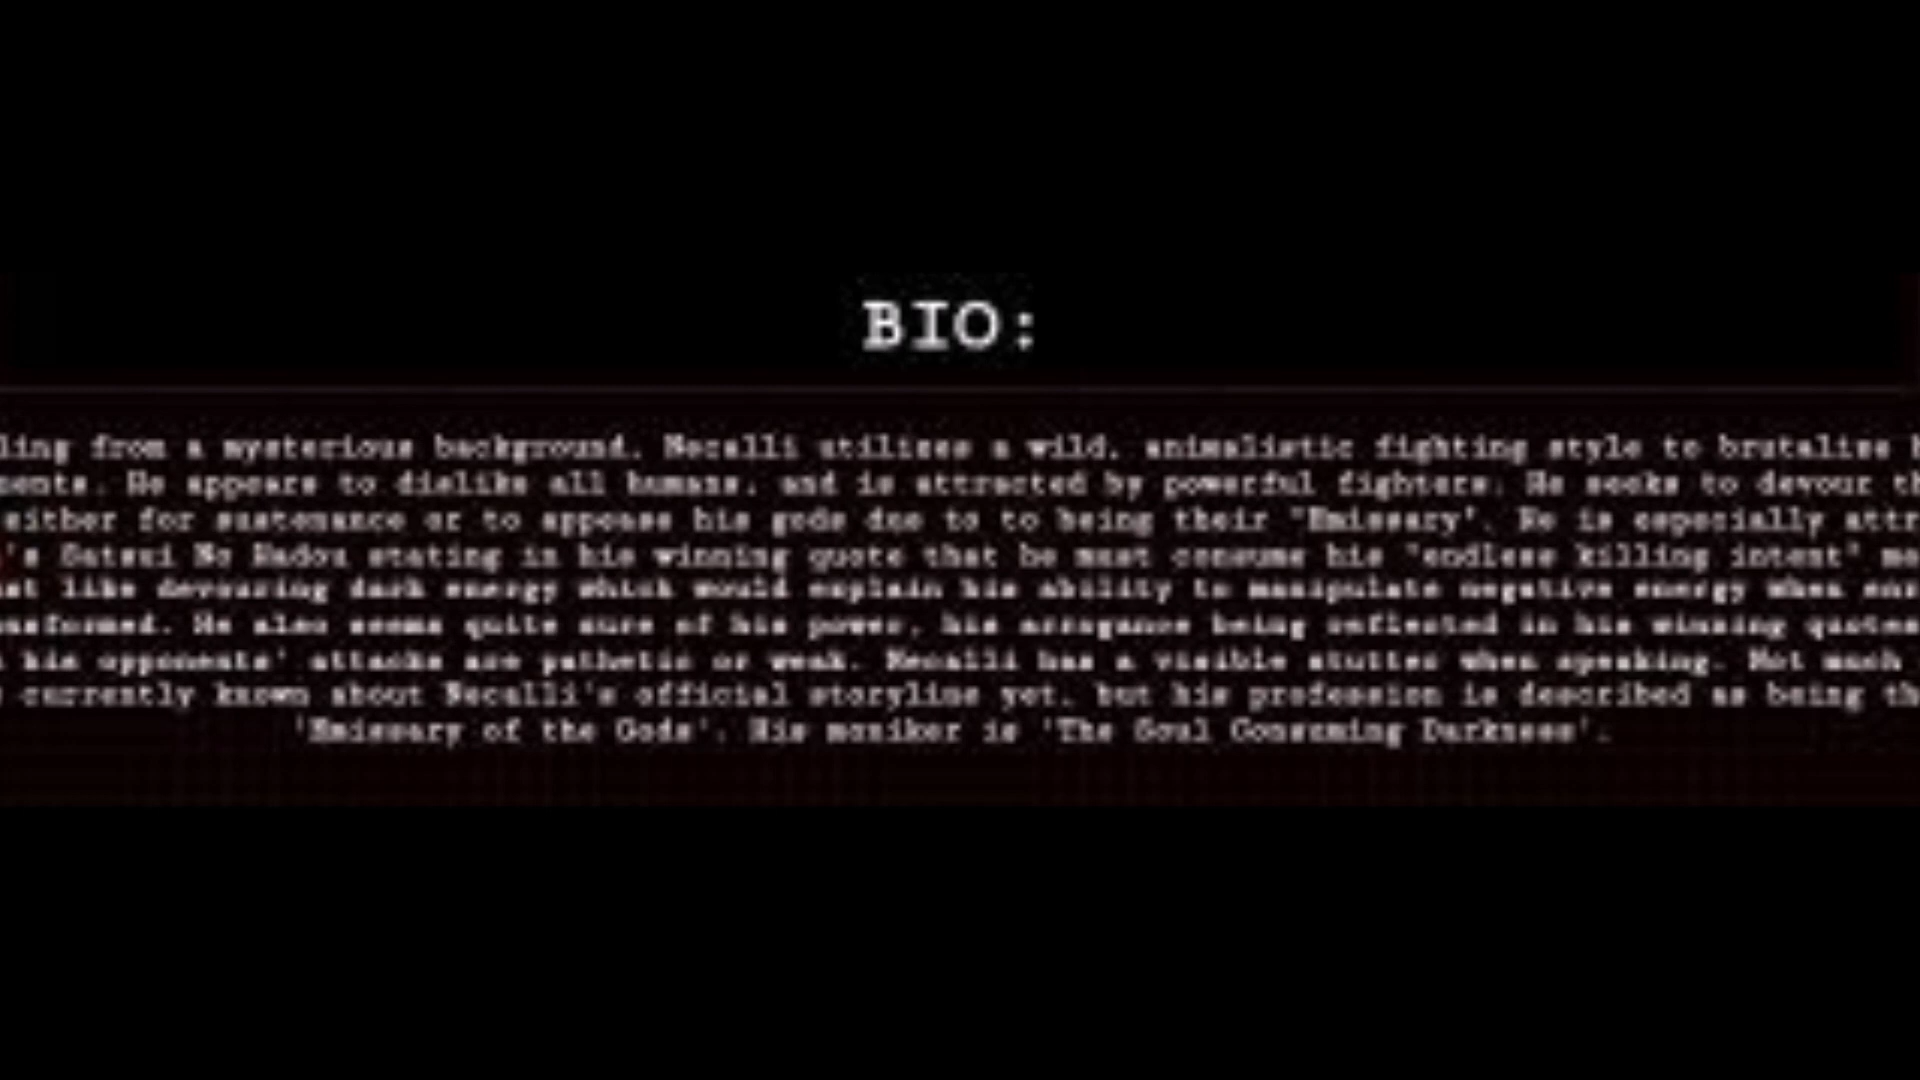 BIO:
ling from a mysterious background, Necalli utilizes a wild, animalistic fighting style to brutalise
ments. He appears to dislike all humans, and is attracted by powerful fighters. He seeks to devour th
either for sustenance or to appease his gods due to to being their "Emissary". He is especially attr
's Satsui No Hadou stating in his winning quote that he must consume his "endless killing intent"
like devouring dark energy which would explain his ability to manipulate negative energy when
nsformed. He also seems quite sure of his power, his arrogance being reflected in his winning quotes
his opponents' attacks are pathetic or weak. Necalli has a visible stutter when speaking. Not much
currently known about Necalli's official storyline yet, but his profession is described as being th
'Emissary of the Gods'. His moniker is 'The Soul Consuming Darkness'.